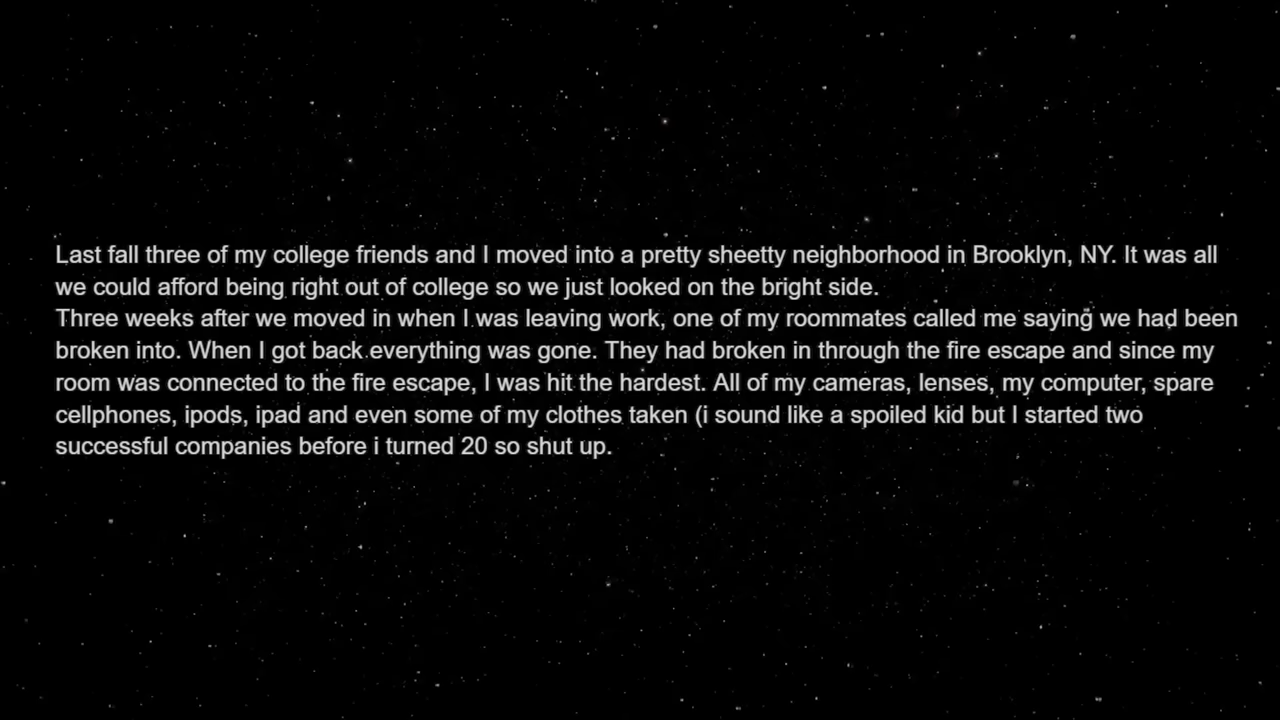 Last fall three of my college friends and I moved into a pretty sheetty neighborhood in Brooklyn, NY. It was all
we could afford being right out of college so we just looked on the bright side.
Three weeks after we moved in when I was leaving work, one of my roommates called me saying we had been
broken into. When I got back everything was gone. They had broken in through the fire escape and since my
room was connected to the fire escape, I was hit the hardest. All of my cameras, lenses, my computer, spare
cellphones, ipods, ipad and even some of my clothes taken (i sound like a spoiled kid but I started two
successful companies before i turned 20 so shut up.